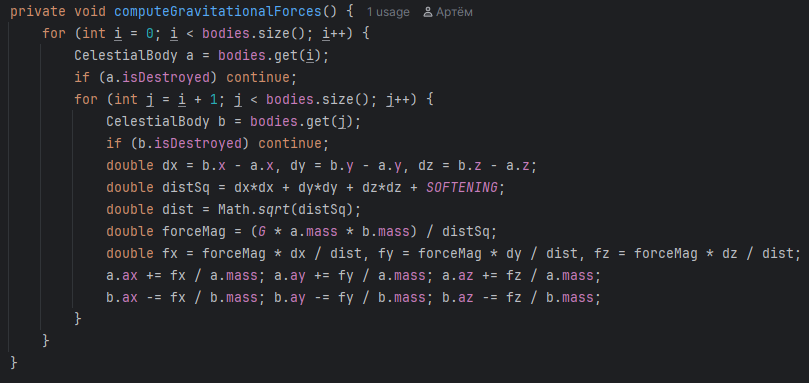 private void computeGravitationalForces() { 1 usage Артём
    for (int i = 0; i < bodies.size(); i++) {
        CelestialBody a = bodies.get(i);
        if (a.isDestroyed) continue;
        for (int j = i + 1; j < bodies.size(); j++) {
            CelestialBody b = bodies.get(j);
            if (b.isDestroyed) continue;
            double dx = b.x - a.x, dy = b.y - a.y, dz = b.z - a.z;
            double distSq = dx*dx + dy*dy + dz*dz + SOFTENING;
            double dist = Math.sqrt(distSq);
            double forceMag = (G * a.mass * b.mass) / distSq;
            double fx = forceMag * dx / dist, fy = forceMag * dy / dist, fz = forceMag * dz / dist;
            a.ax += fx / a.mass; a.ay += fy / a.mass; a.az += fz / a.mass;
            b.ax -= fx / b.mass; b.ay -= fy / b.mass; b.az -= fz / b.mass;
        }
    }
}